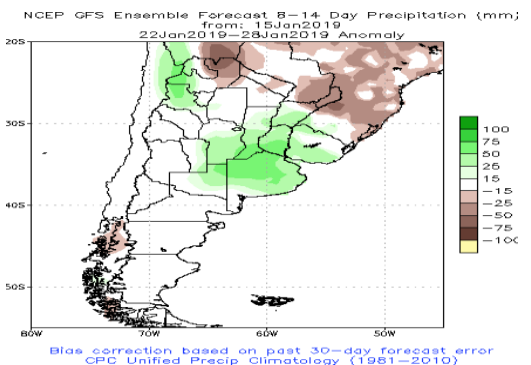 NCEP GFS Ensemble Forecast 8–14 Day Precipitation (mm)
from: 15Jan2019
22Jan2019–28Jan2019 Anomaly
20S
30S
40S
50S
80W
70W
60W
50W
100
75
50
25
15
−15
−25
−50
−75
−100
Bias correction based on past 30–day forecast error
CPC Unified Precip Climatology (1981–2010)